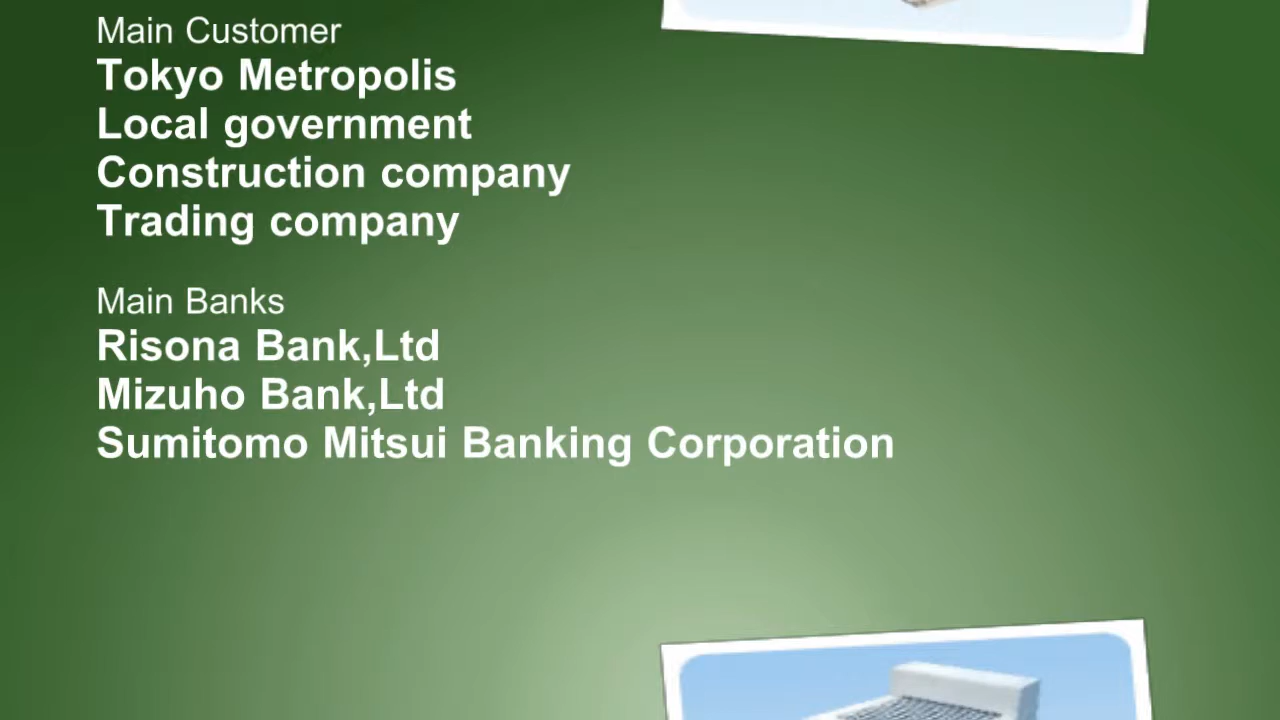 Main Customer
Tokyo Metropolis
Local government
Construction company
Trading company
Main Banks
Risona Bank,Ltd
Mizuho Bank,Ltd
Sumitomo Mitsui Banking Corporation